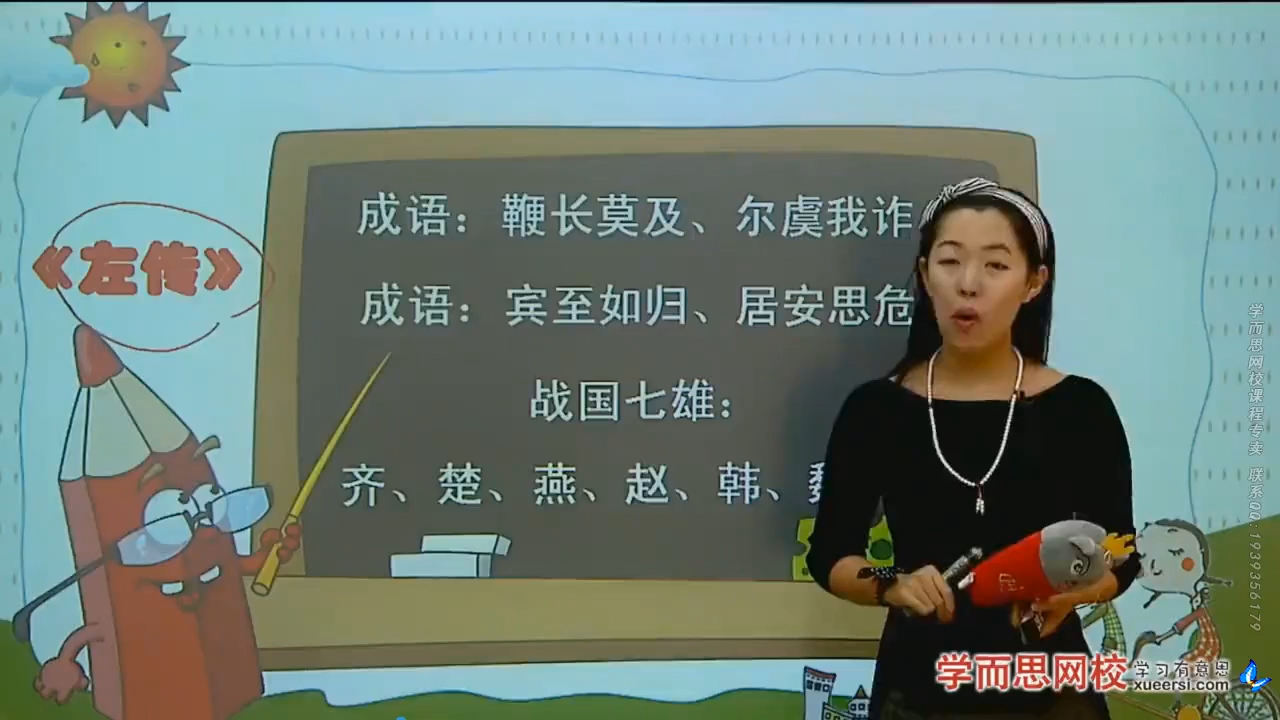 成语：鞭长莫及、尔虞我诈
成语：宾至如归、居安思危
《左传》
战国七雄：
齐、楚、燕、赵、韩、
学而思网校课程专卖 联系QQ:1939356179
学而思网校
学习有意思
xueersi.com